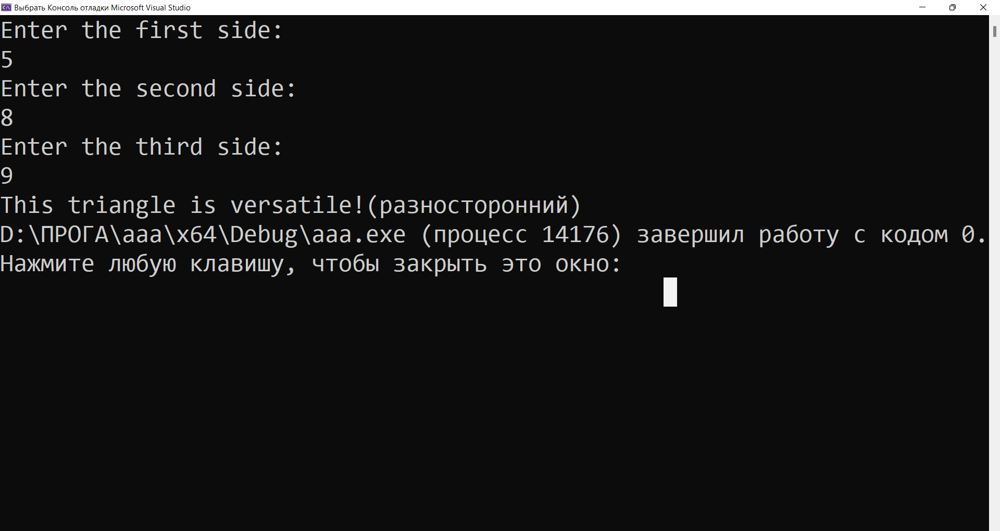 Выбрать Консоль отладки Microsoft Visual Studio
Enter the first side:
5
Enter the second side:
8
Enter the third side:
9
This triangle is versatile!(разносторонний)
D:\ПРОГА\aaa\x64\Debug\aaa.exe (процесс 14176) завершил работу с кодом 0.
Нажмите любую клавишу, чтобы закрыть это окно: